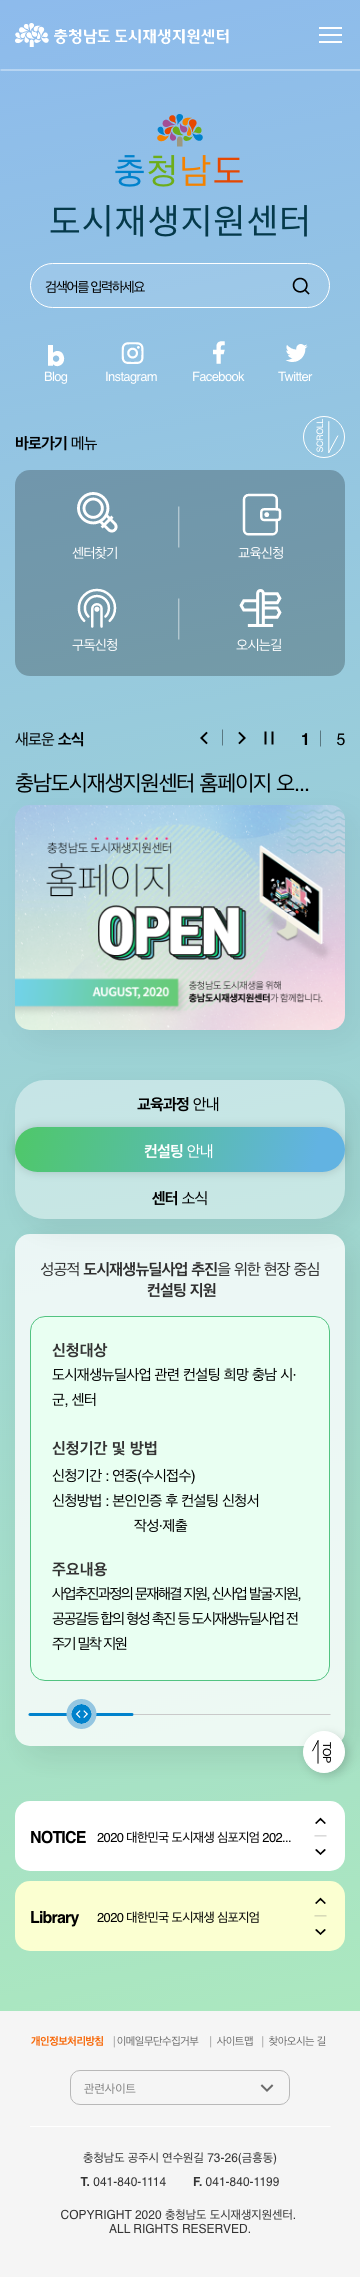 충청남도 도시재생지원센터
충청남도
도시재생지원센터
검색어를 입력하세요
Blog Instagram Facebook Twitter
바로가기 메뉴
SCROLL
센터찾기 교육신청
구독신청 오시는길
새로운 소식 1 5
충남도시재생지원센터 홈페이지 오...
충청남도 도시재생지원센터
홈페이지
OPEN
AUGUST, 2020
충청남도 도시재생을 위해
충남도시재생지원센터가 함께합니다.
교육과정 안내
컨설팅 안내
센터 소식
성공적 도시재생뉴딜사업 추진을 위한 현장 중심
컨설팅 지원
신청대상
도시재생뉴딜사업 관련 컨설팅 희망 충남 시·
군, 센터
신청기간 및 방법
신청기간 : 연중(수시접수)
신청방법 : 본인인증 후 컨설팅 신청서
작성·제출
주요내용
사업추진과정의 문재해결 지원, 신사업 발굴·지원,
공공갈등 합의 형성 촉진 등 도시재생뉴딜사업 전
주기 밀착 지원
TOP
NOTICE 2020 대한민국 도시재생 심포지엄 202...
Library 2020 대한민국 도시재생 심포지엄
개인정보처리방침 | 이메일무단수집거부 | 사이트맵 | 찾아오시는 길
관련사이트
충청남도 공주시 연수원길 73-26(금흥동)
T. 041-840-1114 F. 041-840-1199
COPYRIGHT 2020 충청남도 도시재생지원센터.
ALL RIGHTS RESERVED.